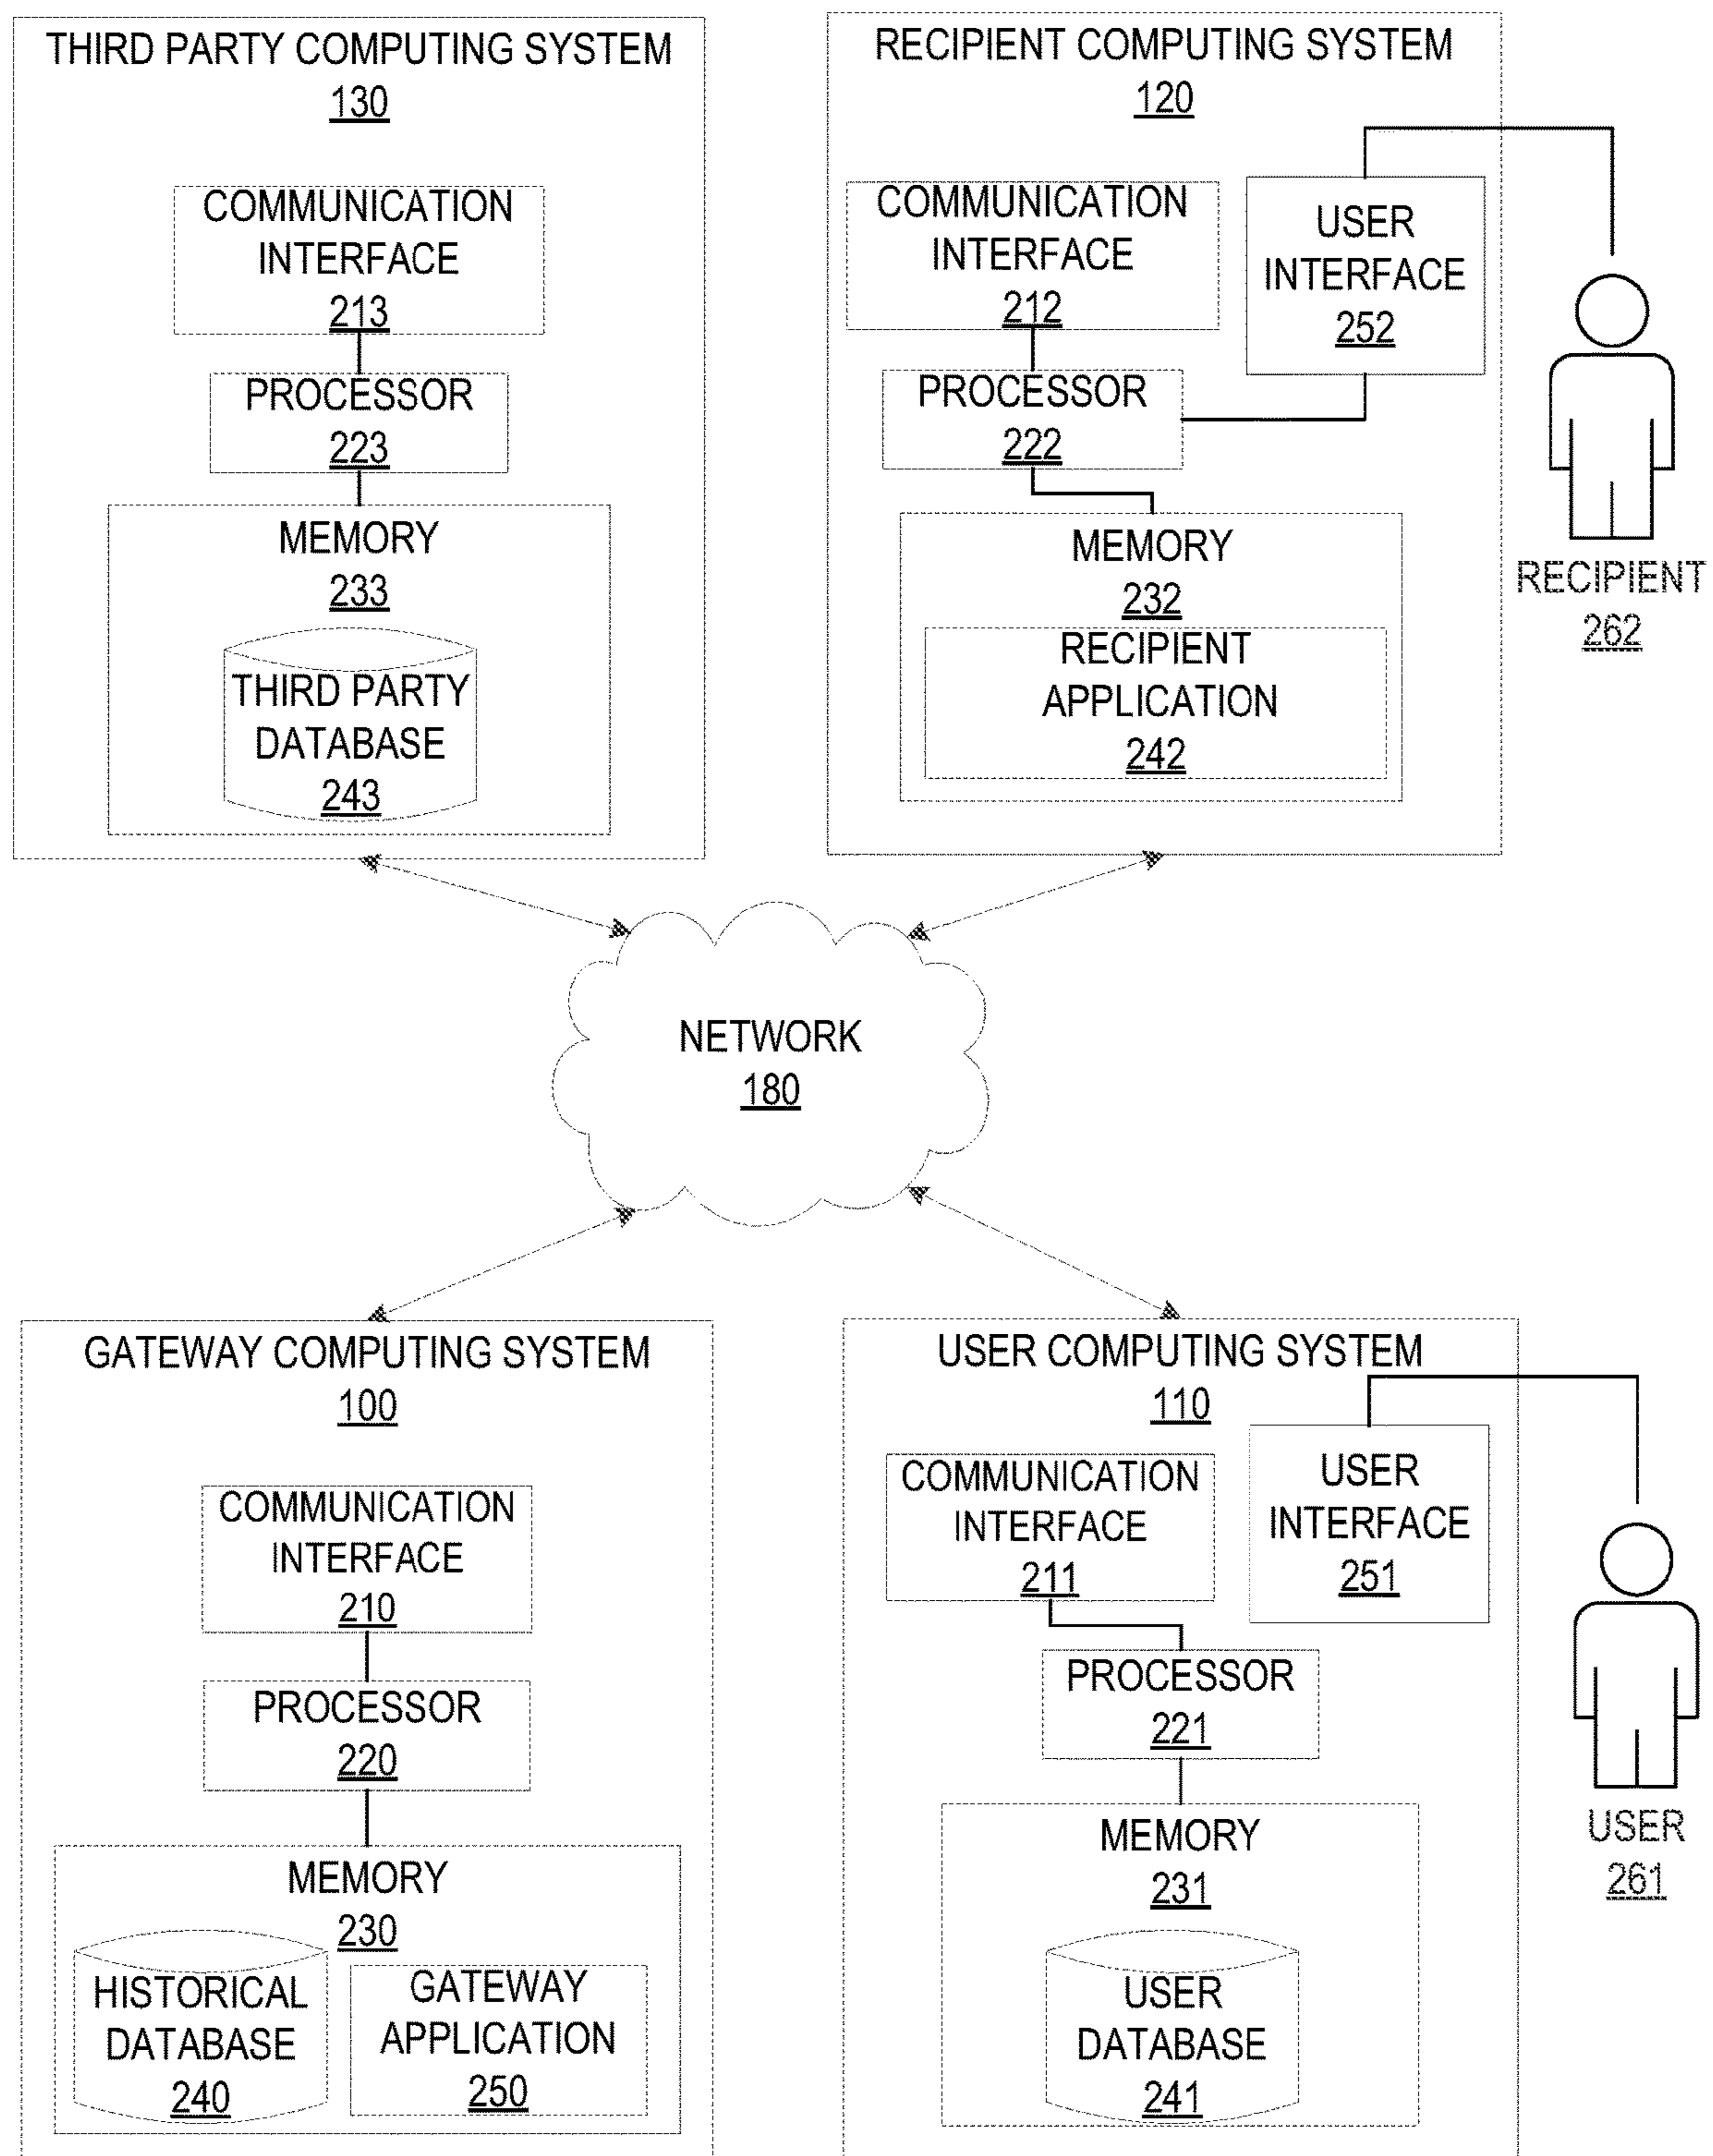 THIRD PARTY COMPUTING SYSTEM
130
COMMUNICATION
INTERFACE
213
PROCESSOR
223
MEMORY
233
THIRD PARTY
DATABASE
243
RECIPIENT COMPUTING SYSTEM
120
COMMUNICATION
INTERFACE
212
USER
INTERFACE
252
PROCESSOR
222
MEMORY
232
RECIPIENT
APPLICATION
242
RECIPIENT
262
NETWORK
180
GATEWAY COMPUTING SYSTEM
100
COMMUNICATION
INTERFACE
210
PROCESSOR
220
MEMORY
230
HISTORICAL
DATABASE
240
GATEWAY
APPLICATION
250
USER COMPUTING SYSTEM
110
COMMUNICATION
INTERFACE
211
USER
INTERFACE
251
PROCESSOR
221
MEMORY
231
USER
DATABASE
241
USER
261